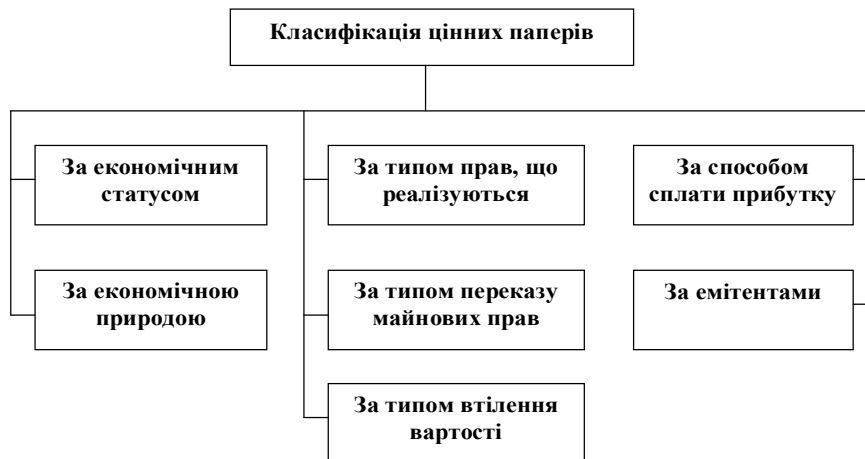 Класифікація цінних паперів
За економічним
статусом
За типом прав, що
реалізуються
За способом
сплати прибутку
За економічною
природою
За типом переказу
майнових прав
За емітентами
За типом втілення
вартості